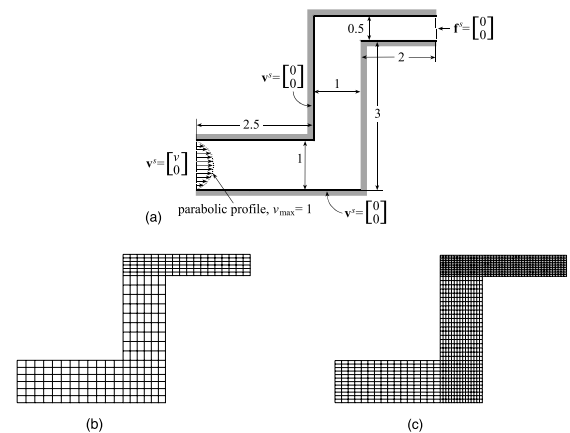 0.5
f^s = [0 0]
2
v^s = [0 0]
1
3
2.5
v^s = [v 0]
1
parabolic profile, v_max = 1
v^s = [0 0]
(a)
(b)
(c)